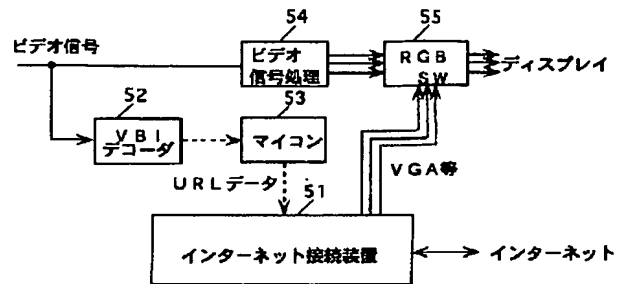 ビデオ信号
54
ビデオ
信号処理
55
RGB
SW
ディスプレイ
52
VBI
デコーダ
53
マイコン
URLデータ
VGA等
51
インターネット接続装置
インターネット